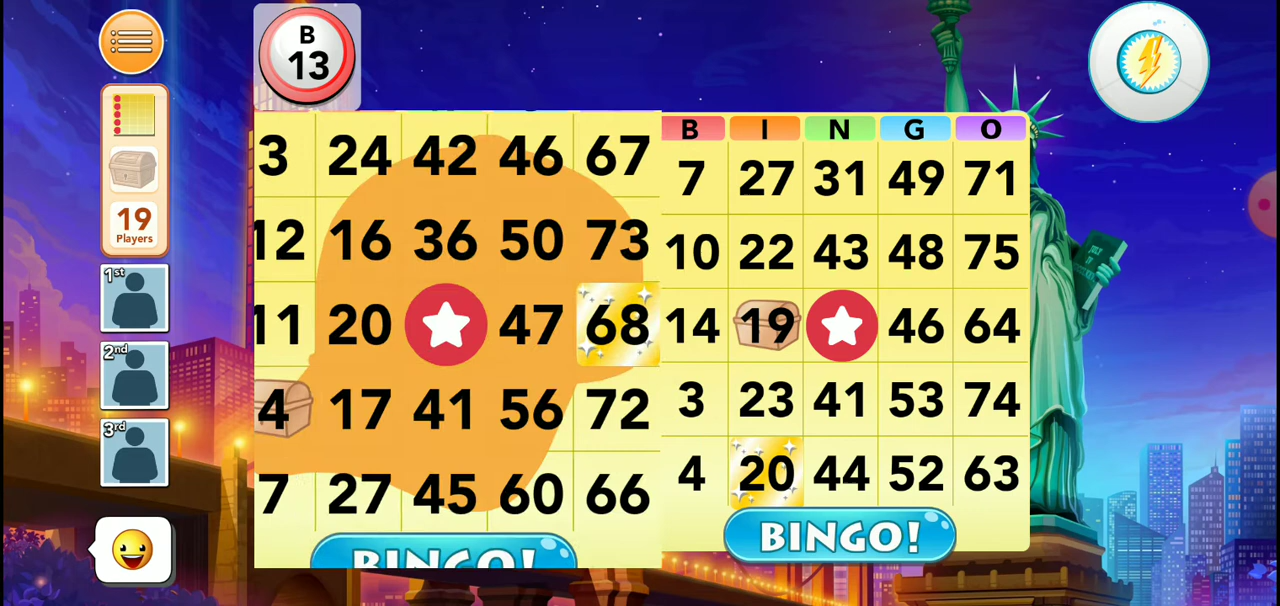 B
13
19
Players
1st
2nd
3rd
3 24 42 46 67
12 16 36 50 73
11 20 47 68
4 17 41 56 72
7 27 45 60 66
BINGO!
B I N G O
7 27 31 49 71
10 22 43 48 75
14 19 46 64
3 23 41 53 74
4 20 44 52 63
BINGO!